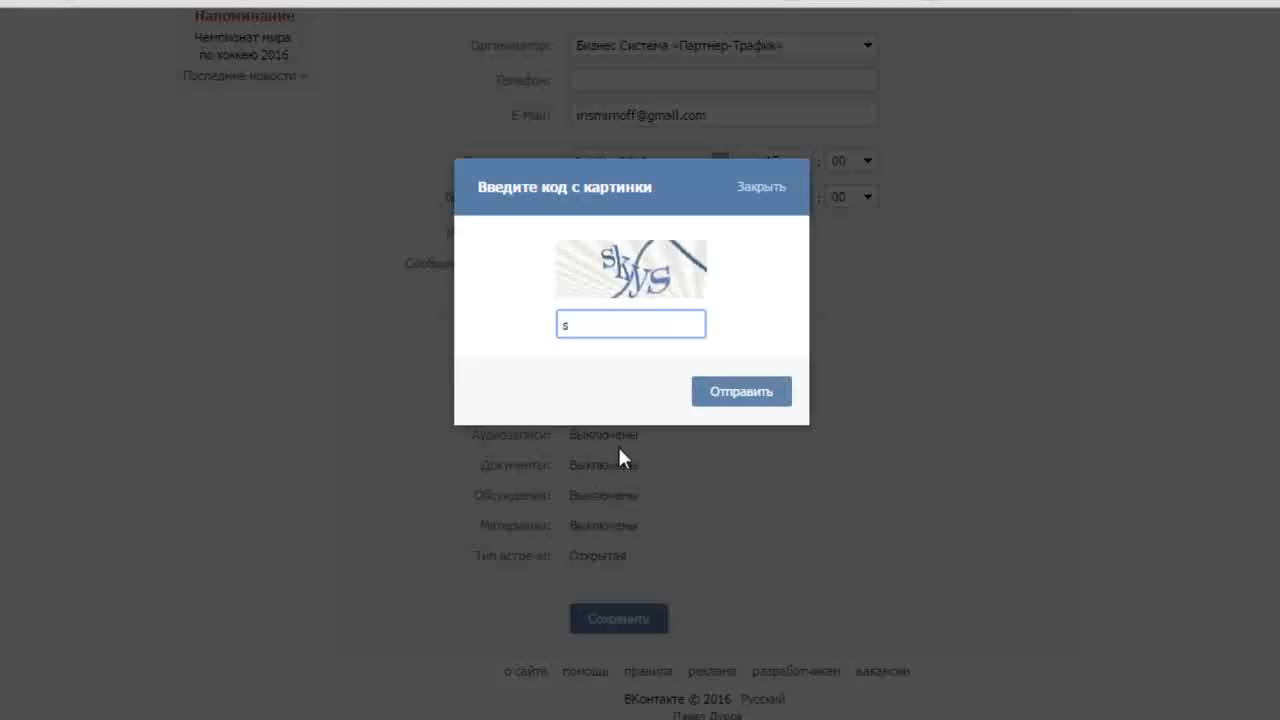 Напоминание
Чемпионат мира
по хоккею 2016
Последние новости »
Организатор: Бизнес Система «Партнер-Трафик»
Телефон:
E-Mail: irismirnoff@gmail.com
: 00
: 00
Введите код с картинки
Закрыть
skys
s
Отправить
Аудиозаписи: Выключены
Документы: Выключены
Обсуждения: Выключены
Материалы: Выключены
Тип встречи: Открытая
Сохранить
о сайте помощь правила реклама разработчикам вакансии
ВКонтакте © 2016 Русский
Павел Дуров